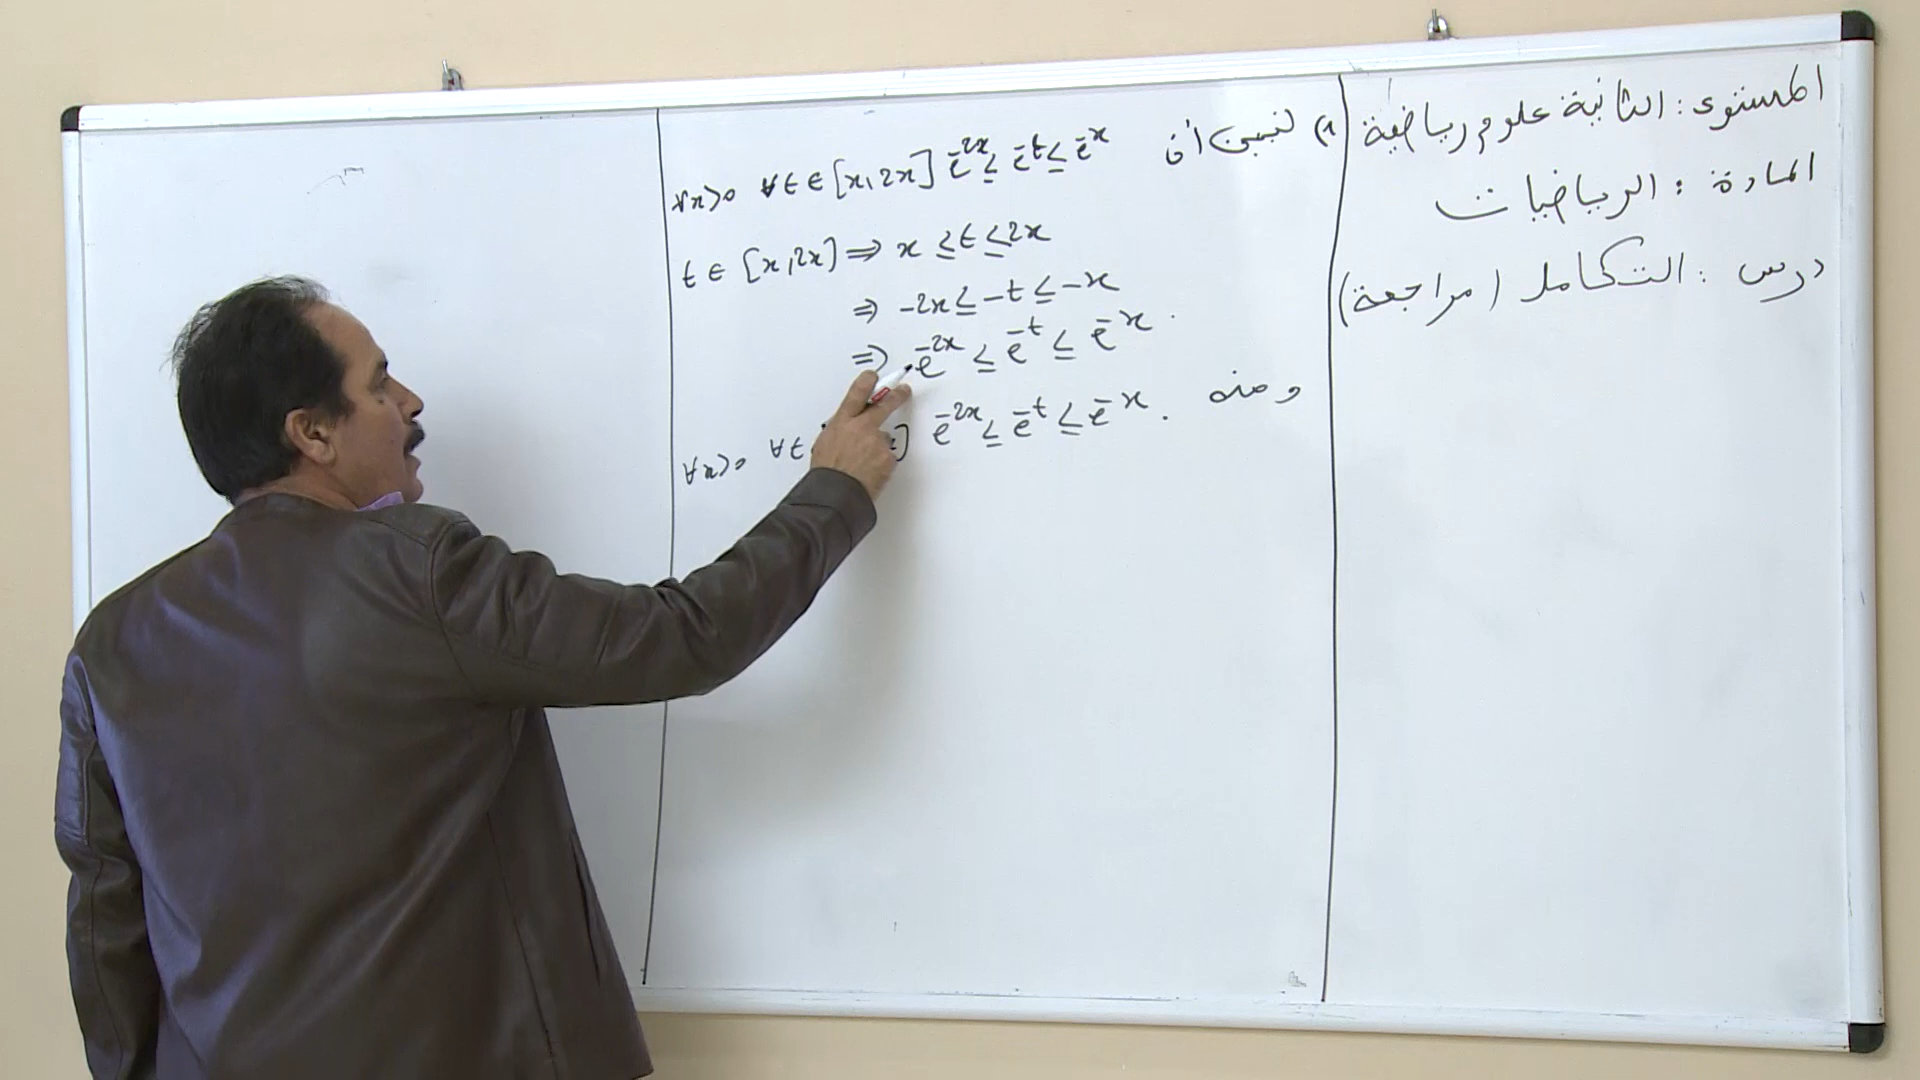 المستوى : الثانية علوم رياضية
المادة : الرياضيات
درس : التكامل (مراجعة)
1) لنبين أن ∀x>0 ∀t∈[x,2x] e^{-2x} ≤ e^{-t} ≤ e^{-x}
t ∈ [x,2x] ⇒ x ≤ t ≤ 2x
⇒ -2x ≤ -t ≤ -x
⇒ e^{-2x} ≤ e^{-t} ≤ e^{-x}.
ومنه ∀x>0 ∀t e^{-2x} ≤ e^{-t} ≤ e^{-x}.